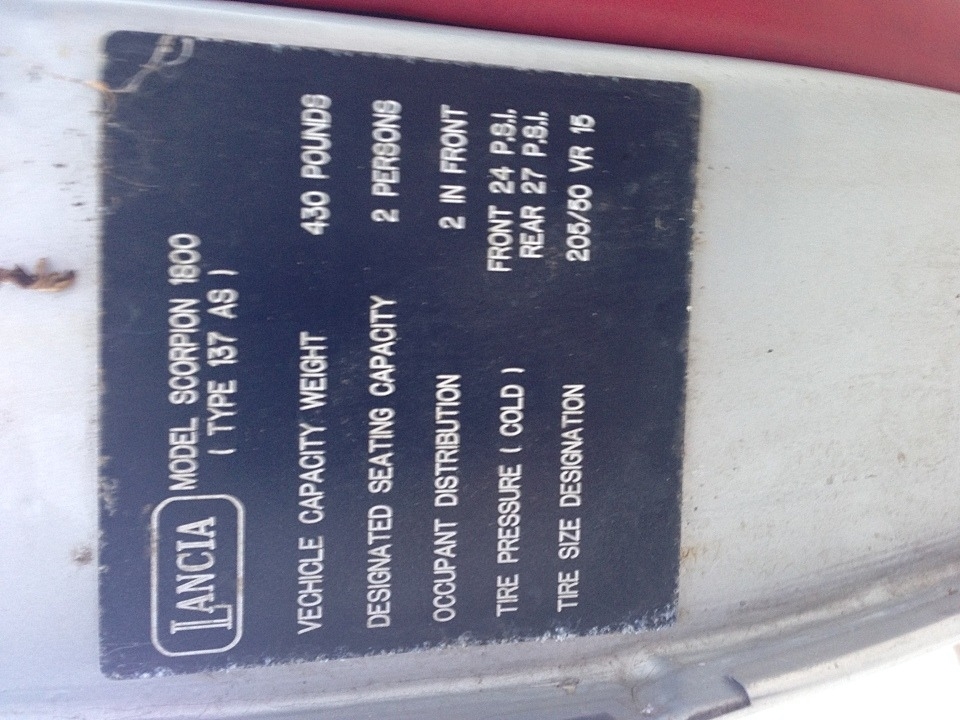 LANCIA MODEL SCORPION 1800
( TYPE 137 AS )
VECHICLE CAPACITY WEIGHT 430 POUNDS
DESIGNATED SEATING CAPACITY 2 PERSONS
OCCUPANT DISTRIBUTION 2 IN FRONT
TIRE PRESSURE ( COLD ) FRONT 24 P.S.I.
REAR 27 P.S.I.
TIRE SIZE DESIGNATION 205/50 VR 15